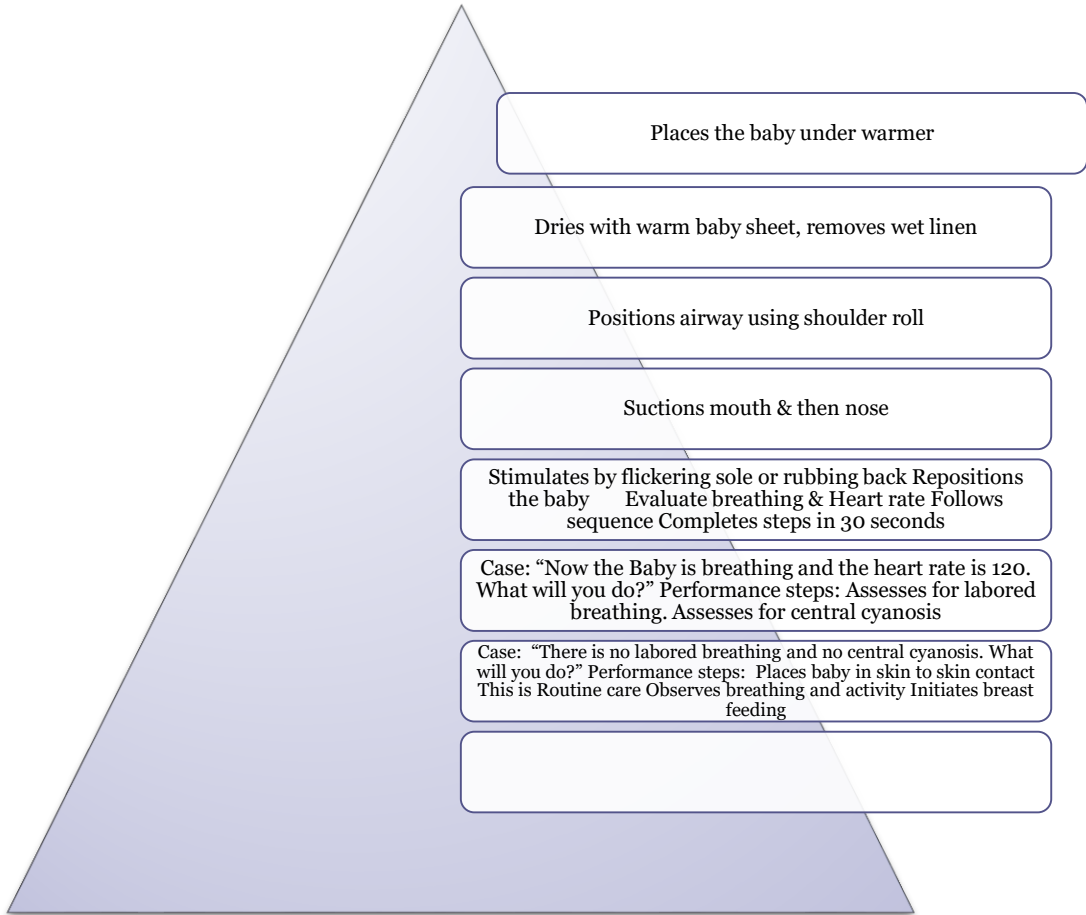 Places the baby under warmer
Dries with warm baby sheet, removes wet linen
Positions airway using shoulder roll
Suctions mouth & then nose
Stimulates by flickering sole or rubbing back Repositions
the baby Evaluate breathing & Heart rate Follows
sequence Completes steps in 30 seconds
Case: “Now the Baby is breathing and the heart rate is 120.
What will you do?” Performance steps: Assesses for labored
breathing. Assesses for central cyanosis
Case: “There is no labored breathing and no central cyanosis. What
will you do?” Performance steps: Places baby in skin to skin contact
This is Routine care Observes breathing and activity Initiates breast
feeding